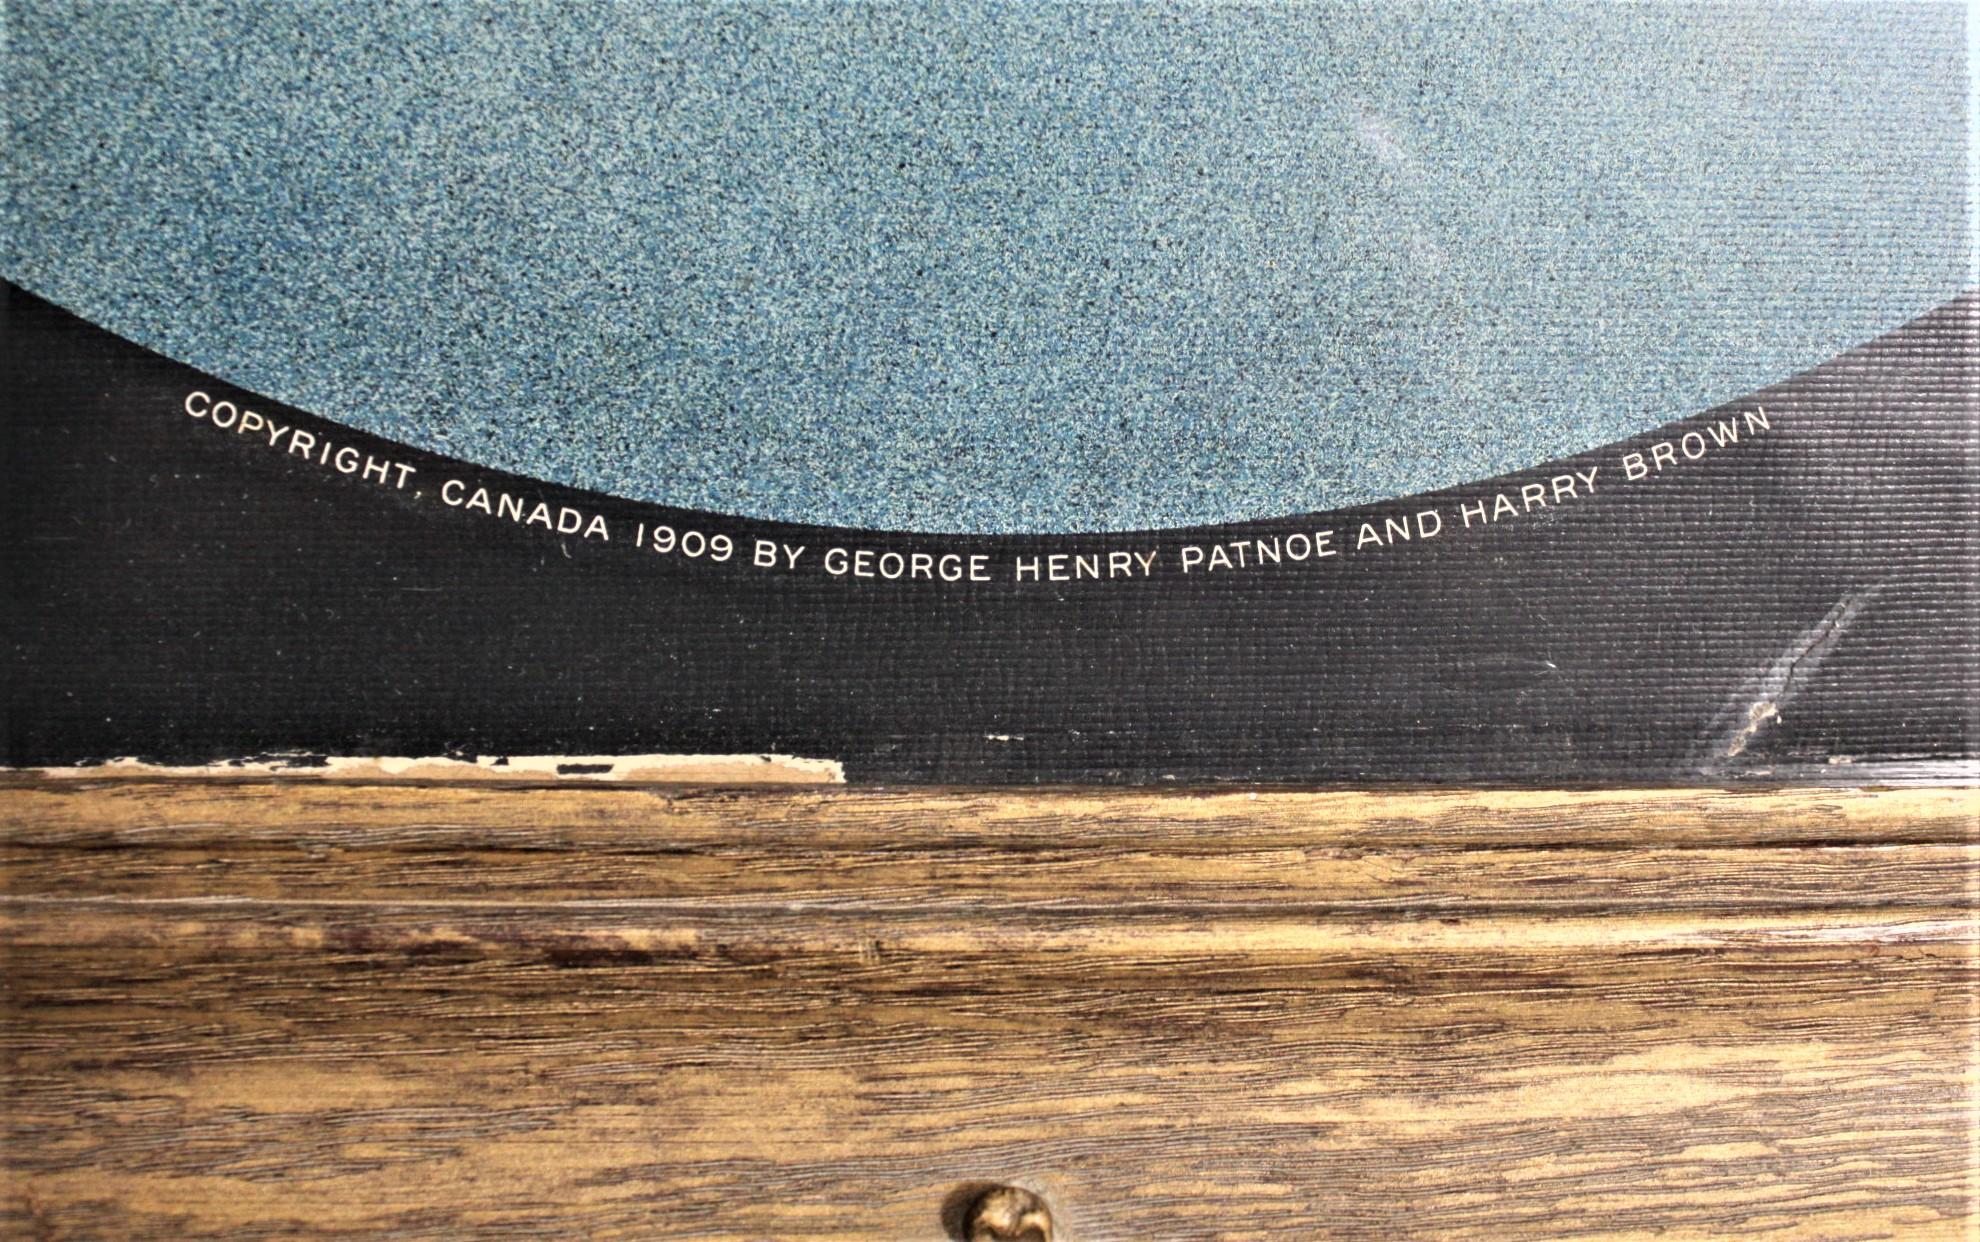 COPYRIGHT, CANADA 1909 BY GEORGE HENRY PATNOE AND HARRY BROWN